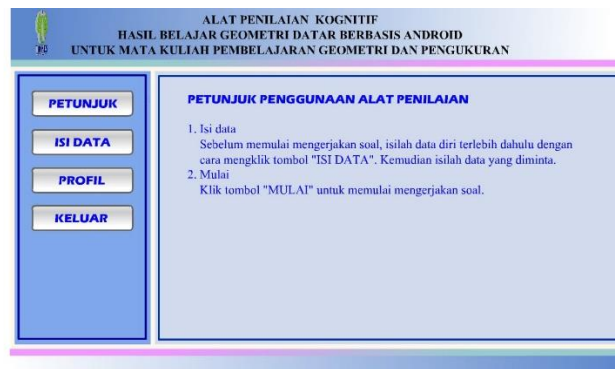 ALAT PENILAIAN KOGNITIF
HASIL BELAJAR GEOMETRI DATAR BERBASIS ANDROID
UNTUK MATA KULIAH PEMBELAJARAN GEOMETRI DAN PENGUKURAN
PETUNJUK
ISI DATA
PROFIL
KELUAR
PETUNJUK PENGGUNAAN ALAT PENILAIAN
1. Isi data
Sebelum memulai mengerjakan soal, isilah data diri terlebih dahulu dengan
cara mengklik tombol "ISI DATA". Kemudian isilah data yang diminta.
2. Mulai
Klik tombol "MULAI" untuk memulai mengerjakan soal.